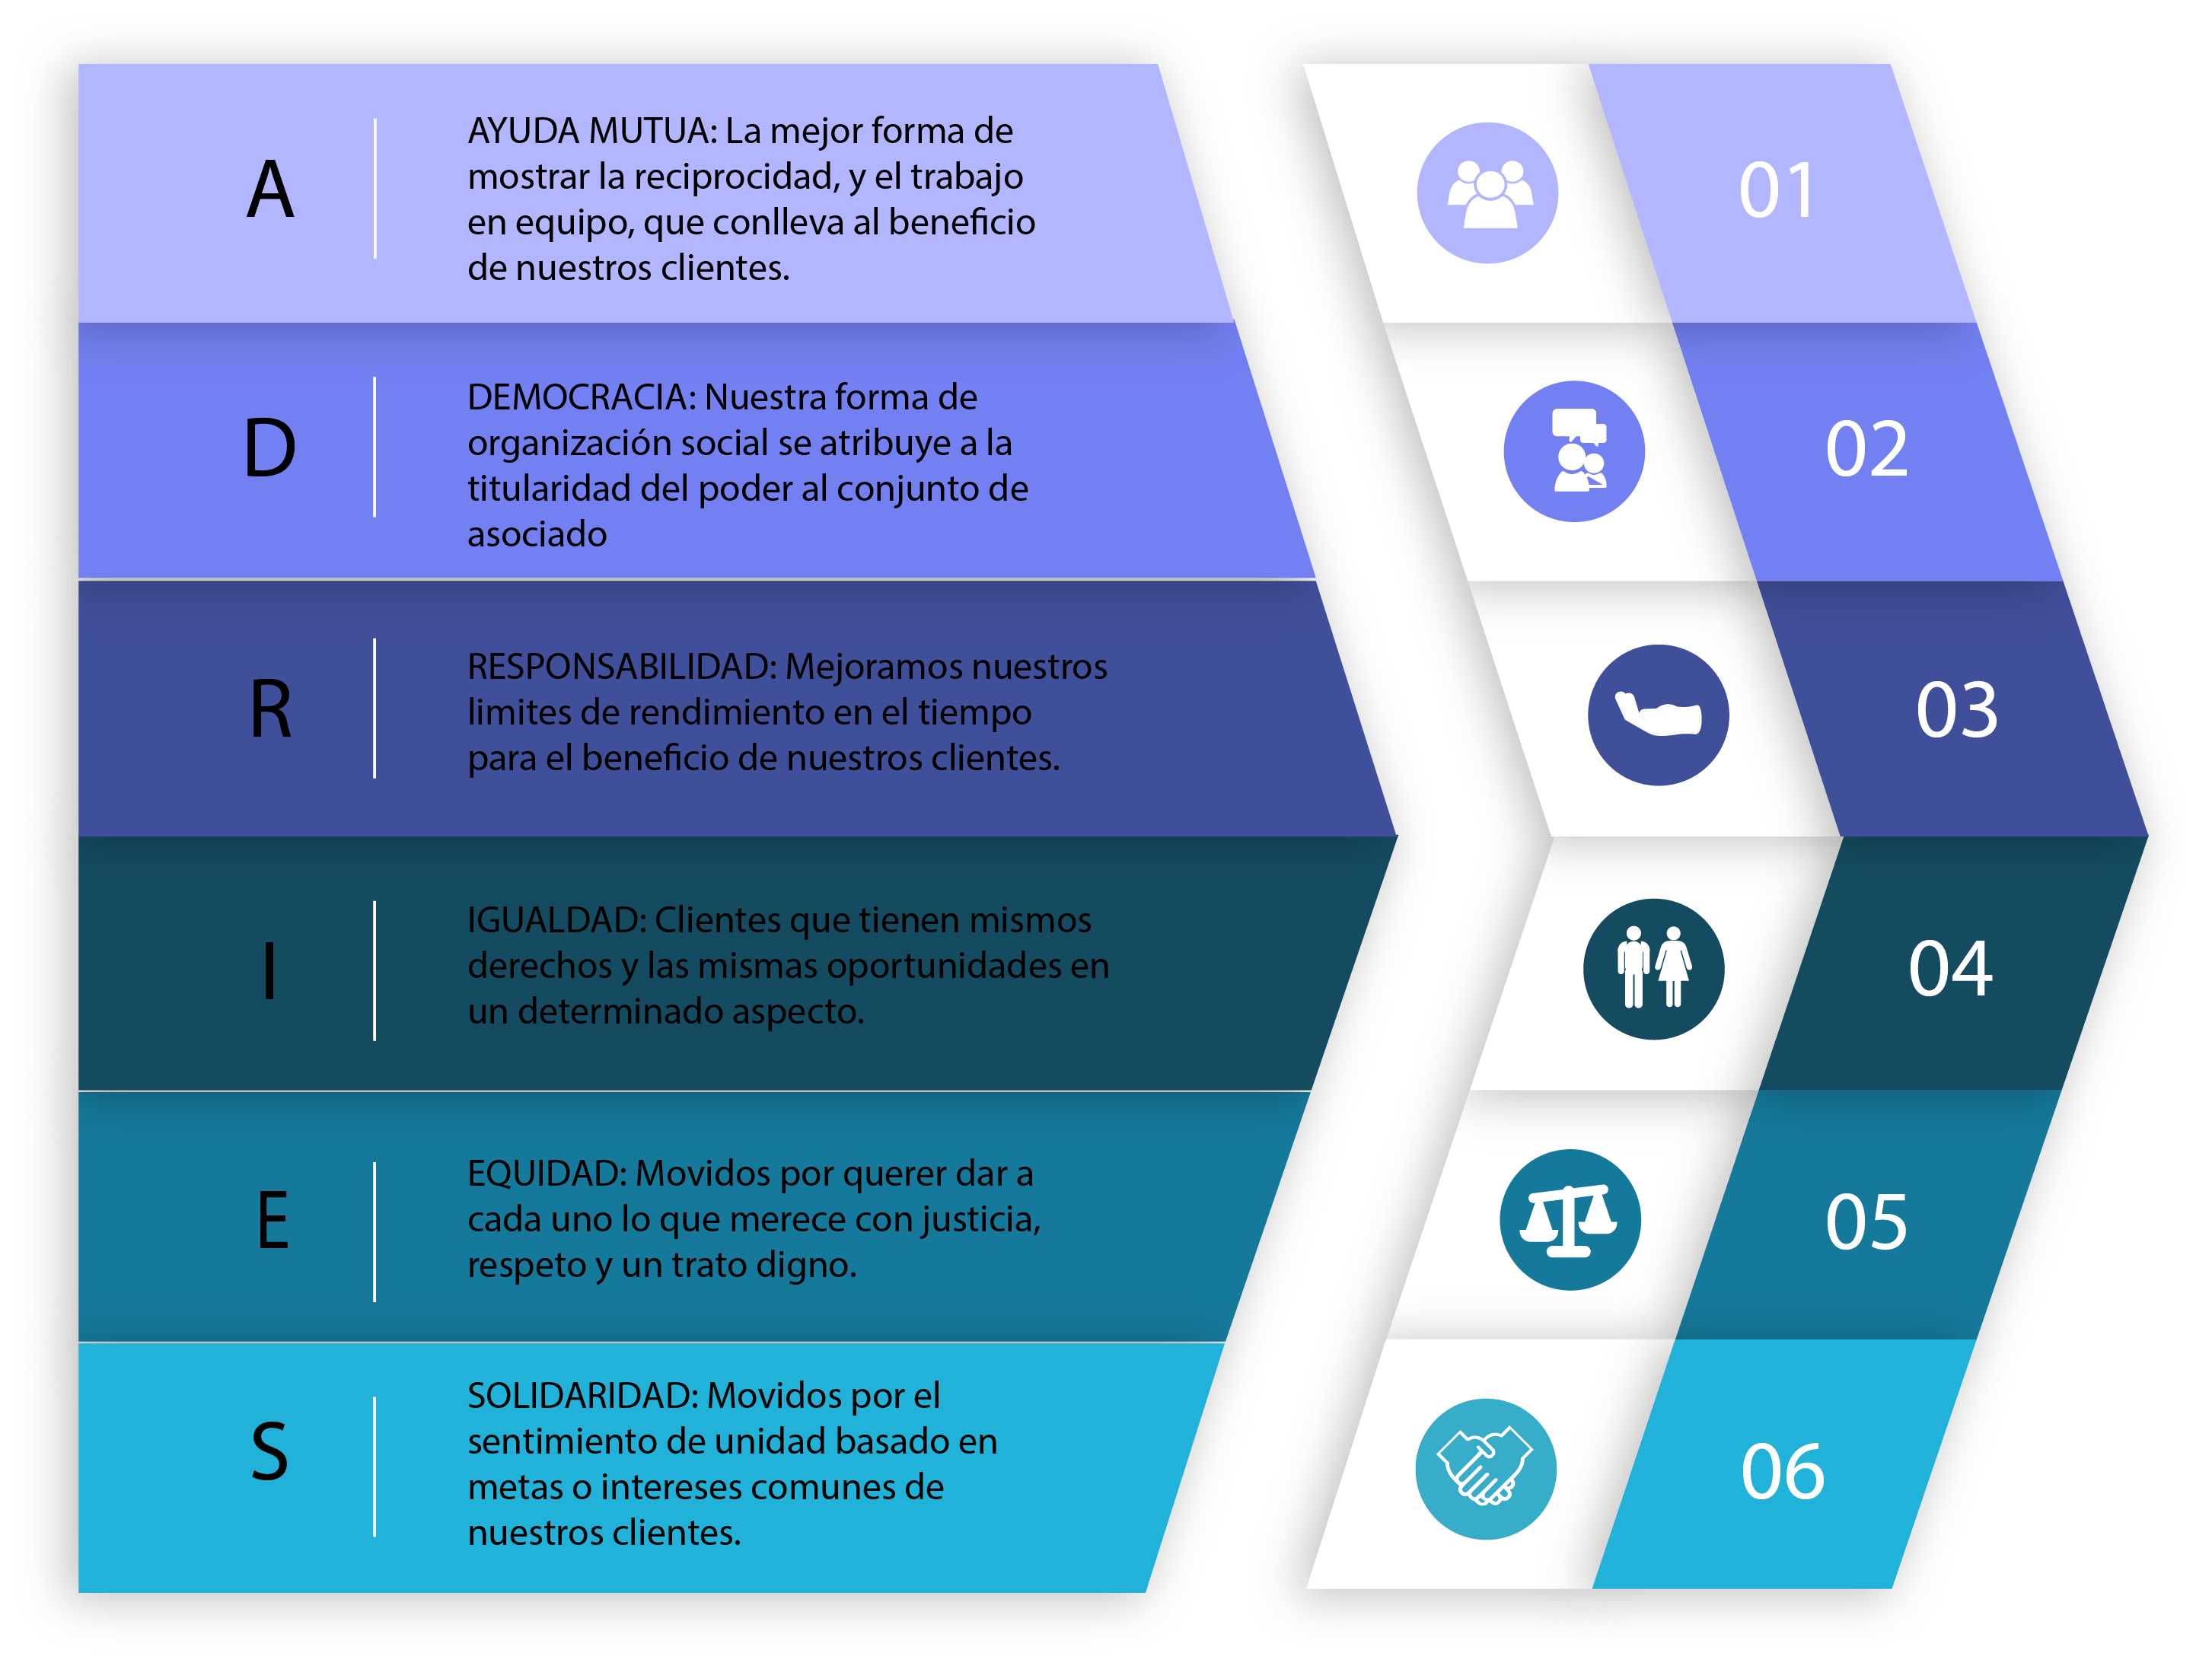 A
AYUDA MUTUA: La mejor forma de
mostrar la reciprocidad, y el trabajo
en equipo, que conlleva al beneficio
de nuestros clientes.
01
D
DEMOCRACIA: Nuestra forma de
organización social se atribuye a la
titularidad del poder al conjunto de
asociado
02
R
RESPONSABILIDAD: Mejoramos nuestros
limites de rendimiento en el tiempo
para el beneficio de nuestros clientes.
03
I
IGUALDAD: Clientes que tienen mismos
derechos y las mismas oportunidades en
un determinado aspecto.
04
E
EQUIDAD: Movidos por querer dar a
cada uno lo que merece con justicia,
respeto y un trato digno.
05
S
SOLIDARIDAD: Movidos por el
sentimiento de unidad basado en
metas o intereses comunes de
nuestros clientes.
06